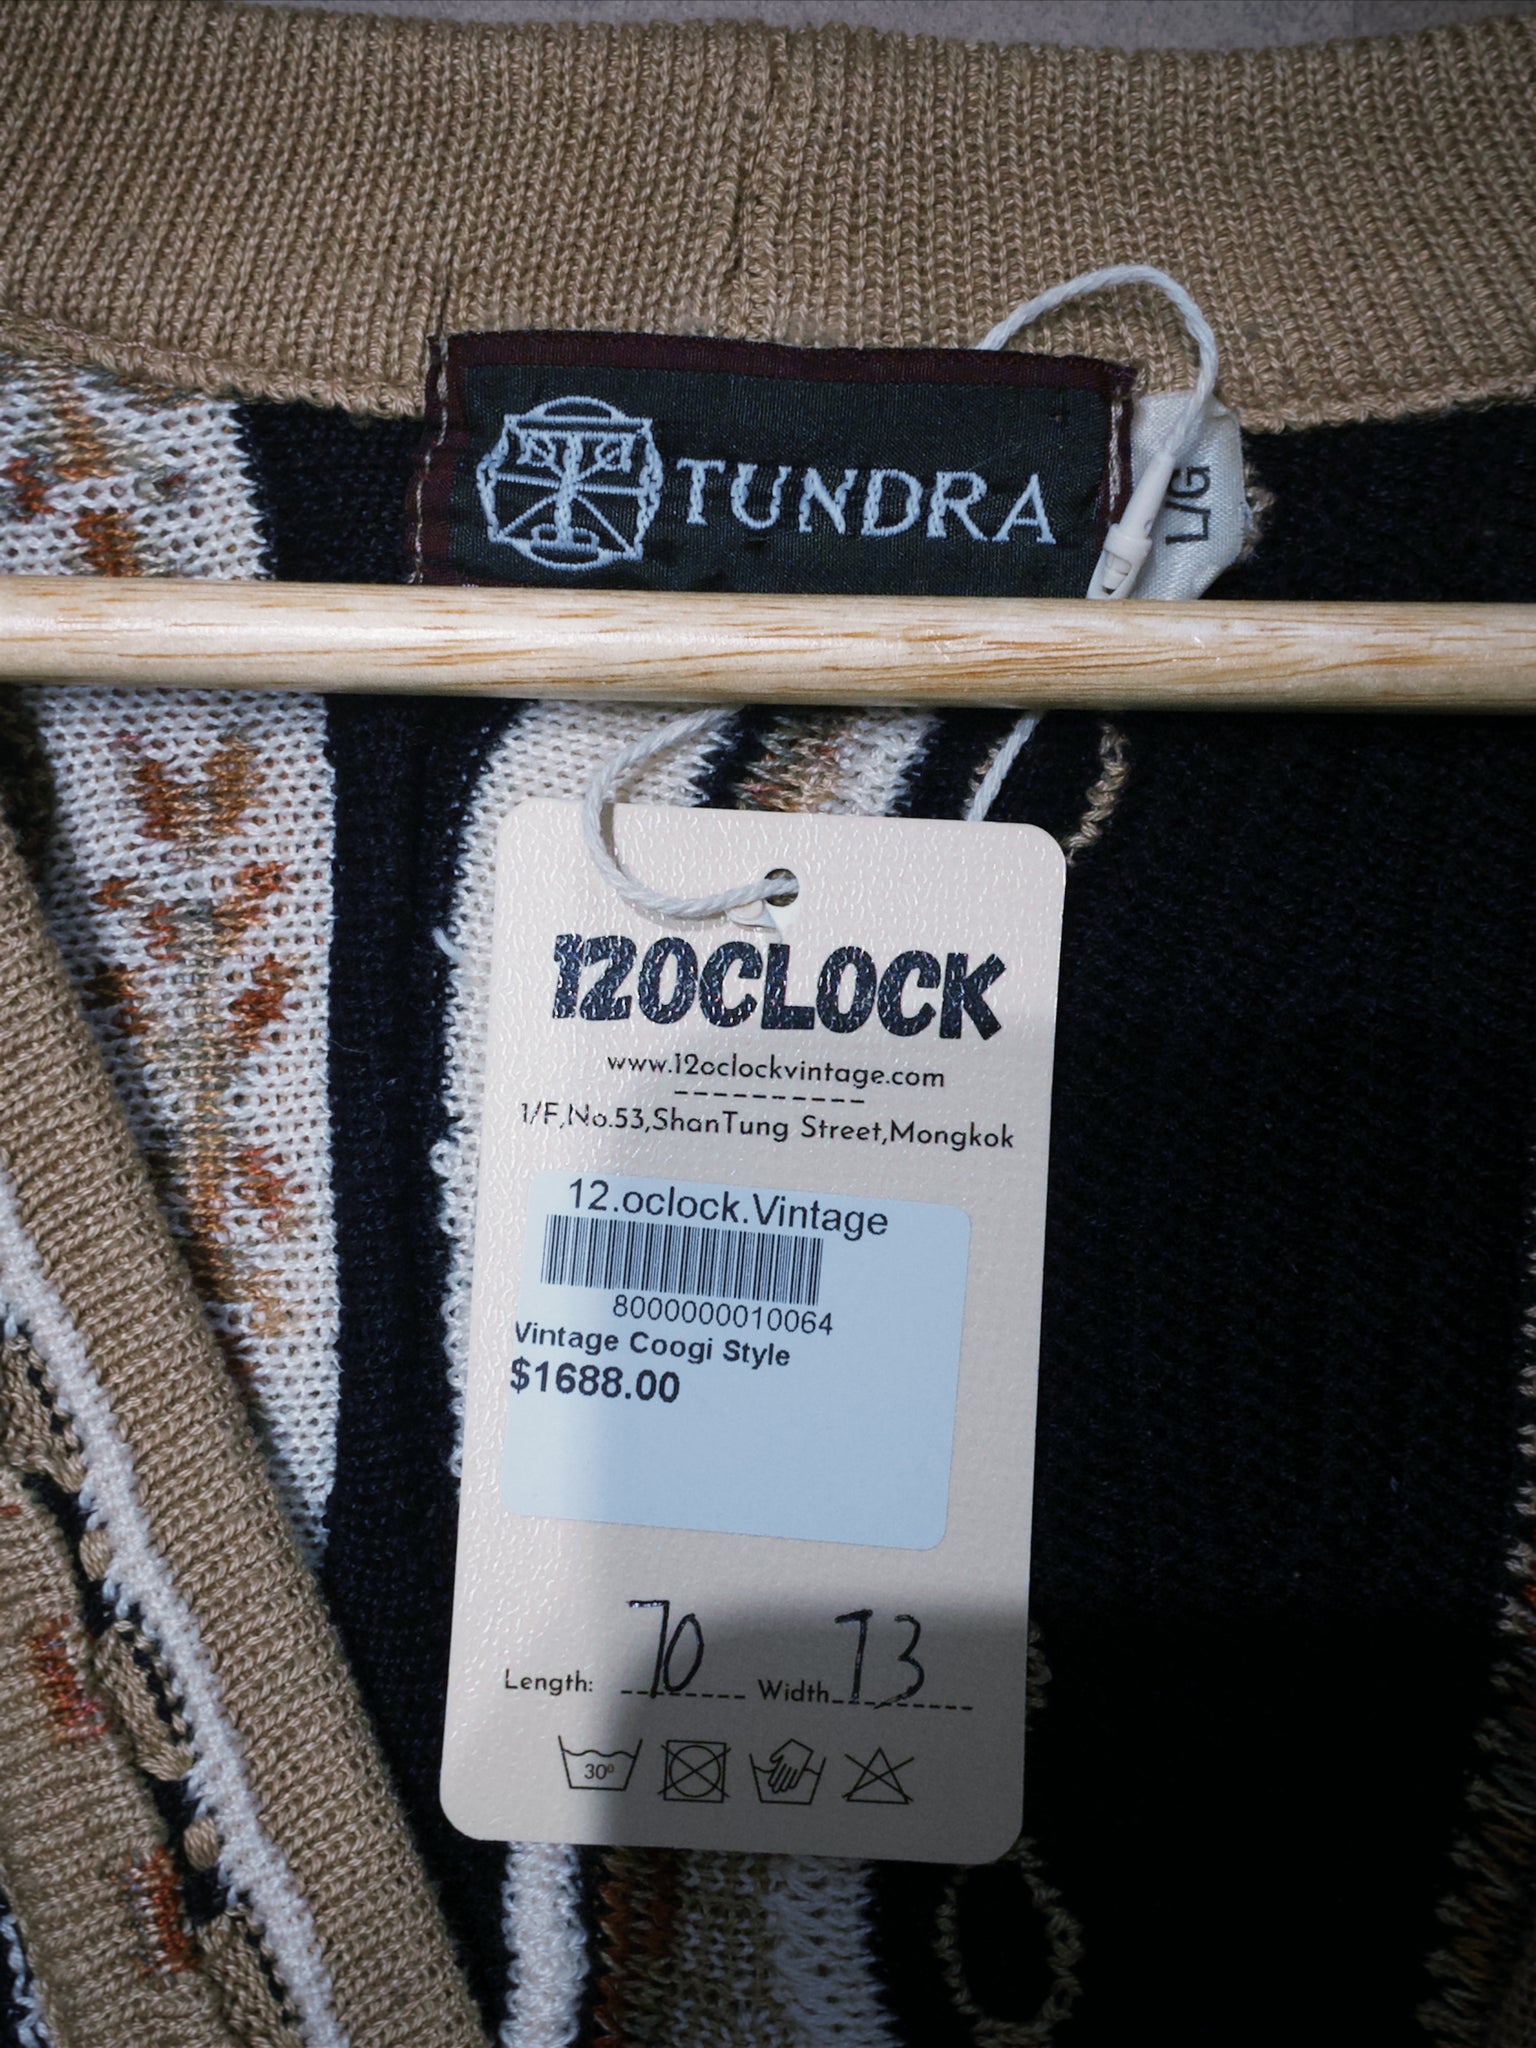 TUNDRA
L/G
12OCLOCK
www.12oclockvintage.com
1/F,No.53,ShanTung Street,Mongkok
12.oclock.Vintage
8000000010064
Vintage Coogi Style
$1688.00
Length: 70 Width 73
30°